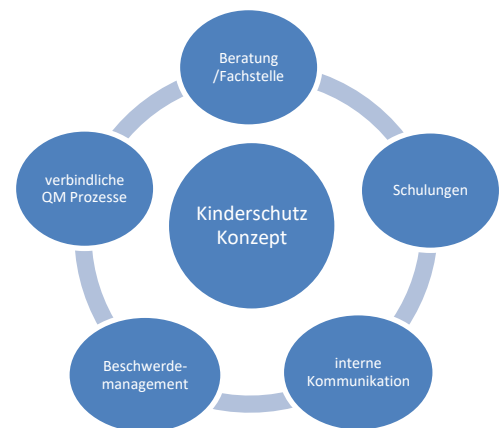 Beratung
/Fachstelle
Schulungen
interne
Kommunikation
Beschwerde-
management
verbindliche
QM Prozesse
Kinderschutz
Konzept